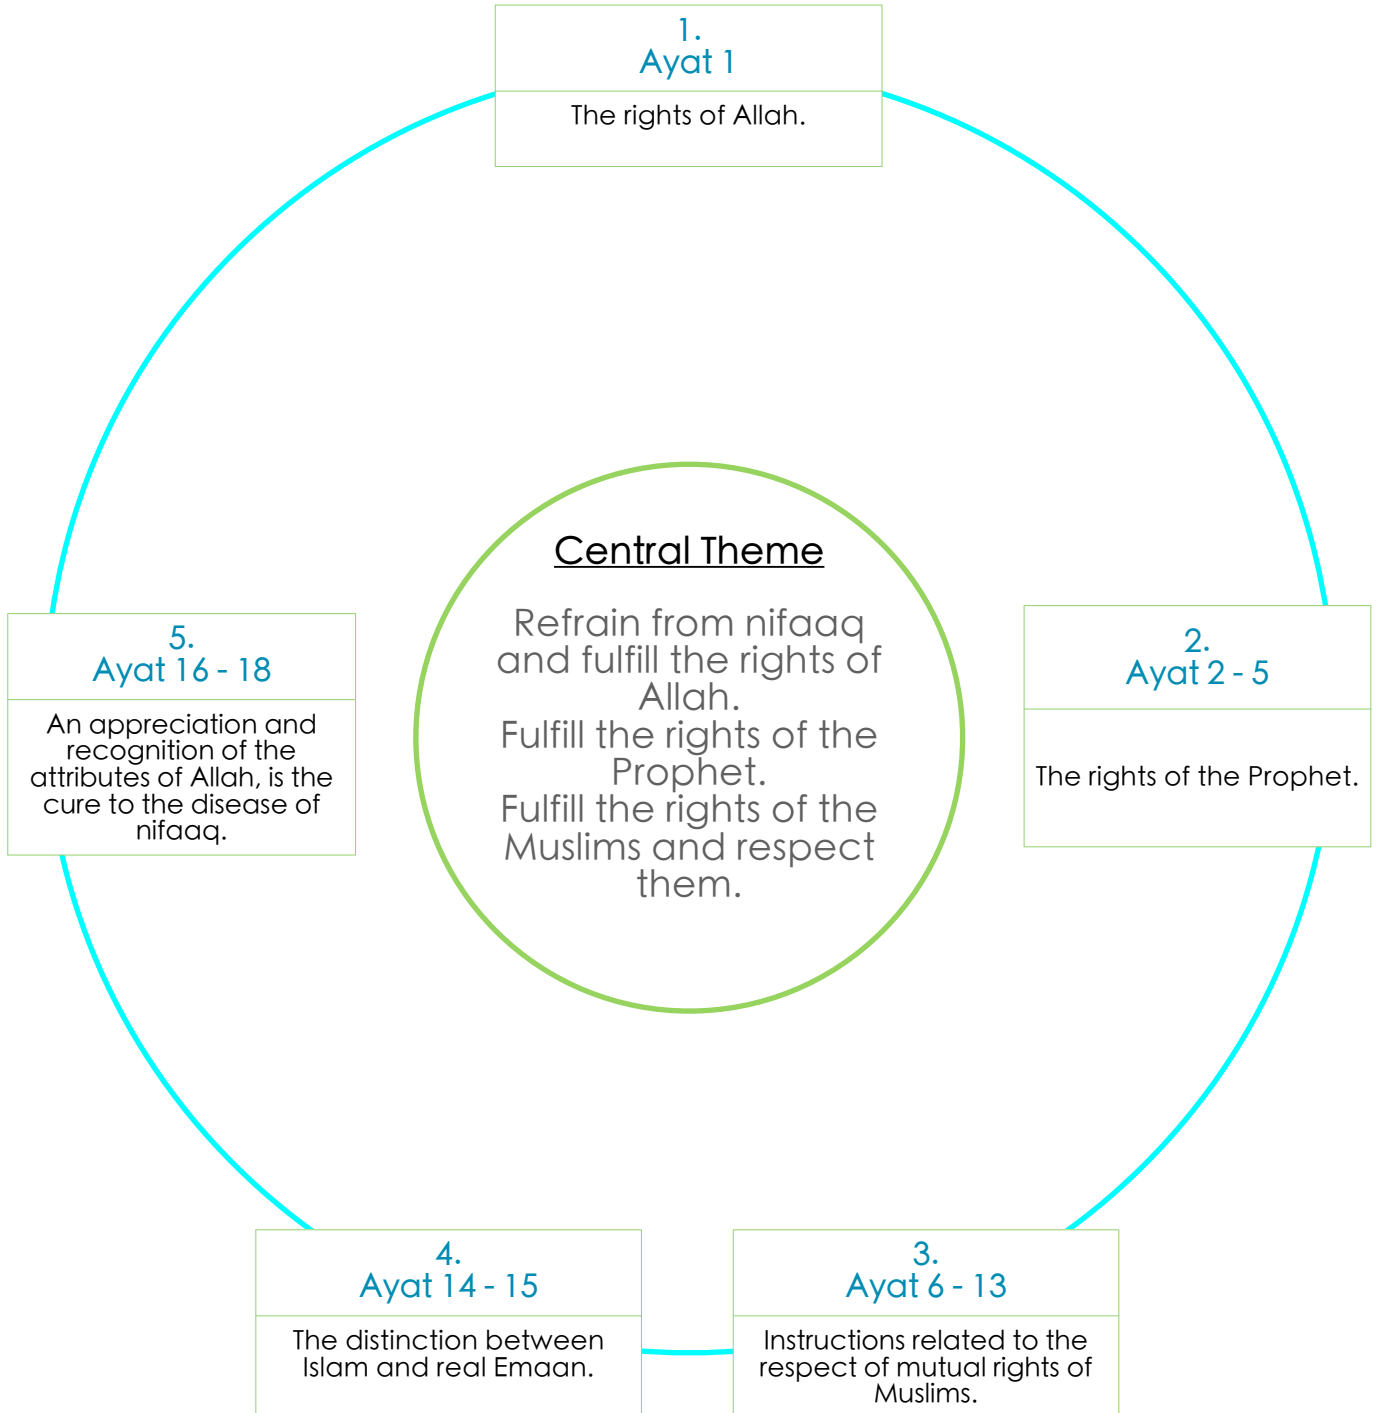 1.
Ayat 1
The rights of Allah.
Central Theme
Refrain from nifaaq
and fulfill the rights of
Allah.
Fulfill the rights of the
Prophet.
Fulfill the rights of the
Muslims and respect
them.
2.
Ayat 2 - 5
The rights of the Prophet.
3.
Ayat 6 - 13
Instructions related to the
respect of mutual rights of
Muslims.
4.
Ayat 14 - 15
The distinction between
Islam and real Emaan.
5.
Ayat 16 - 18
An appreciation and
recognition of the
attributes of Allah, is the
cure to the disease of
nifaaq.